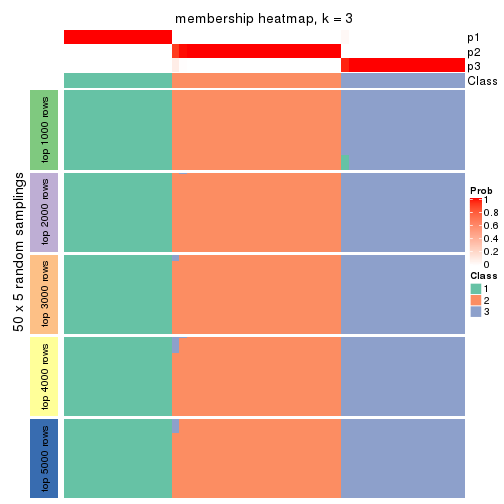 membership heatmap, k = 3
p1
p2
p3
Class
50 x 5 random samplings
top 1000 rows
top 2000 rows
top 3000 rows
top 4000 rows
top 5000 rows
Prob
1
0.8
0.6
0.4
0.2
0
Class
1
2
3